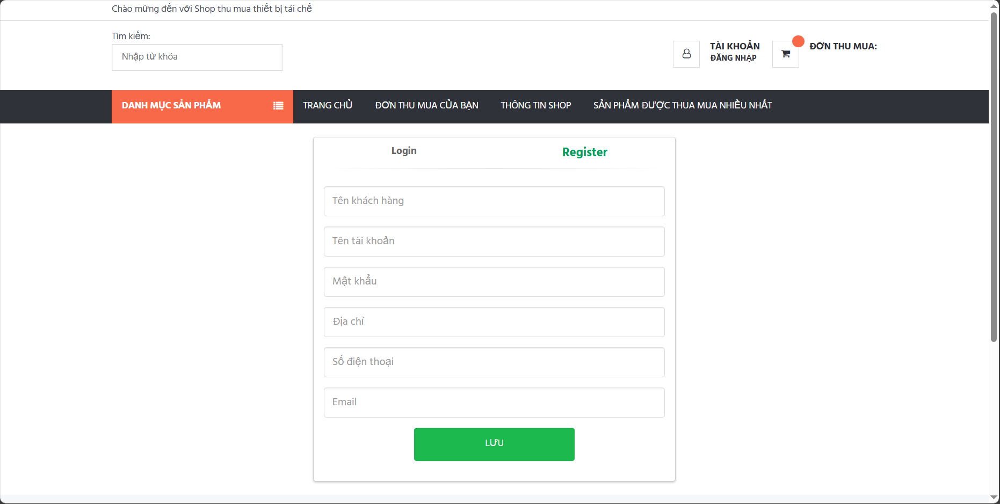 Chào mừng đến với Shop thu mua thiết bị tái chế
Tìm kiếm:
Nhập từ khóa
TÀI KHOẢN
ĐĂNG NHẬP
ĐƠN THU MUA:
DANH MỤC SẢN PHẨM
TRANG CHỦ
ĐƠN THU MUA CỦA BẠN
THÔNG TIN SHOP
SẢN PHẨM ĐƯỢC THUA MUA NHIỀU NHẤT
Login
Register
Tên khách hàng
Tên tài khoản
Mật khẩu
Địa chỉ
Số điện thoại
Email
LƯU